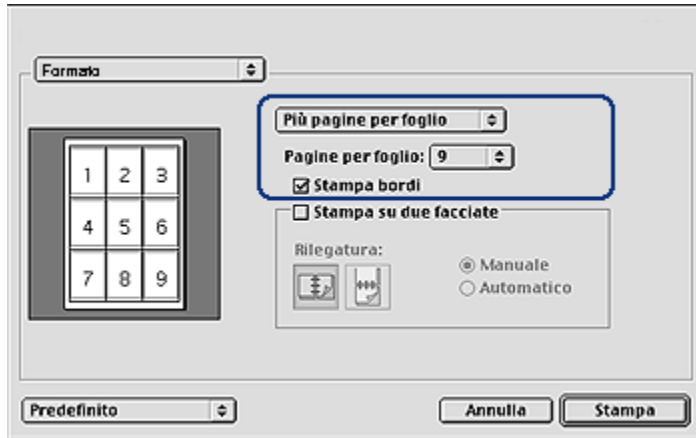 Formato
Più pagine per foglio
Pagine per foglio: 9
Stampa bordi
1 2 3
4 5 6
7 8 9
Stampa su due facciate
Rilegatura:
Manuale
Automatico
Predefinito
Annulla
Stampa